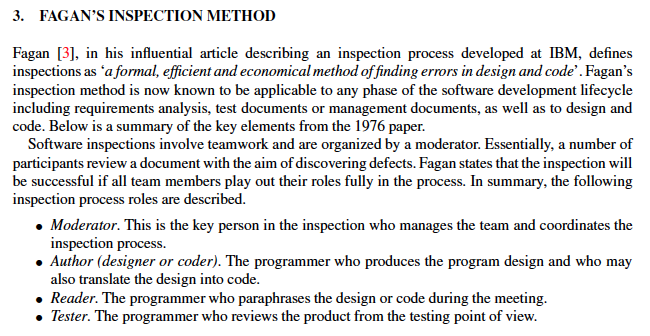 3. FAGAN'S INSPECTION METHOD
Fagan [3], in his influential article describing an inspection process developed at IBM, defines
inspections as ‘a formal, efficient and economical method of finding errors in design and code’. Fagan's
inspection method is now known to be applicable to any phase of the software development lifecycle
including requirements analysis, test documents or management documents, as well as to design and
code. Below is a summary of the key elements from the 1976 paper.
Software inspections involve teamwork and are organized by a moderator. Essentially, a number of
participants review a document with the aim of discovering defects. Fagan states that the inspection will
be successful if all team members play out their roles fully in the process. In summary, the following
inspection process roles are described.
• Moderator. This is the key person in the inspection who manages the team and coordinates the
inspection process.
• Author (designer or coder). The programmer who produces the program design and who may
also translate the design into code.
• Reader. The programmer who paraphrases the design or code during the meeting.
• Tester. The programmer who reviews the product from the testing point of view.